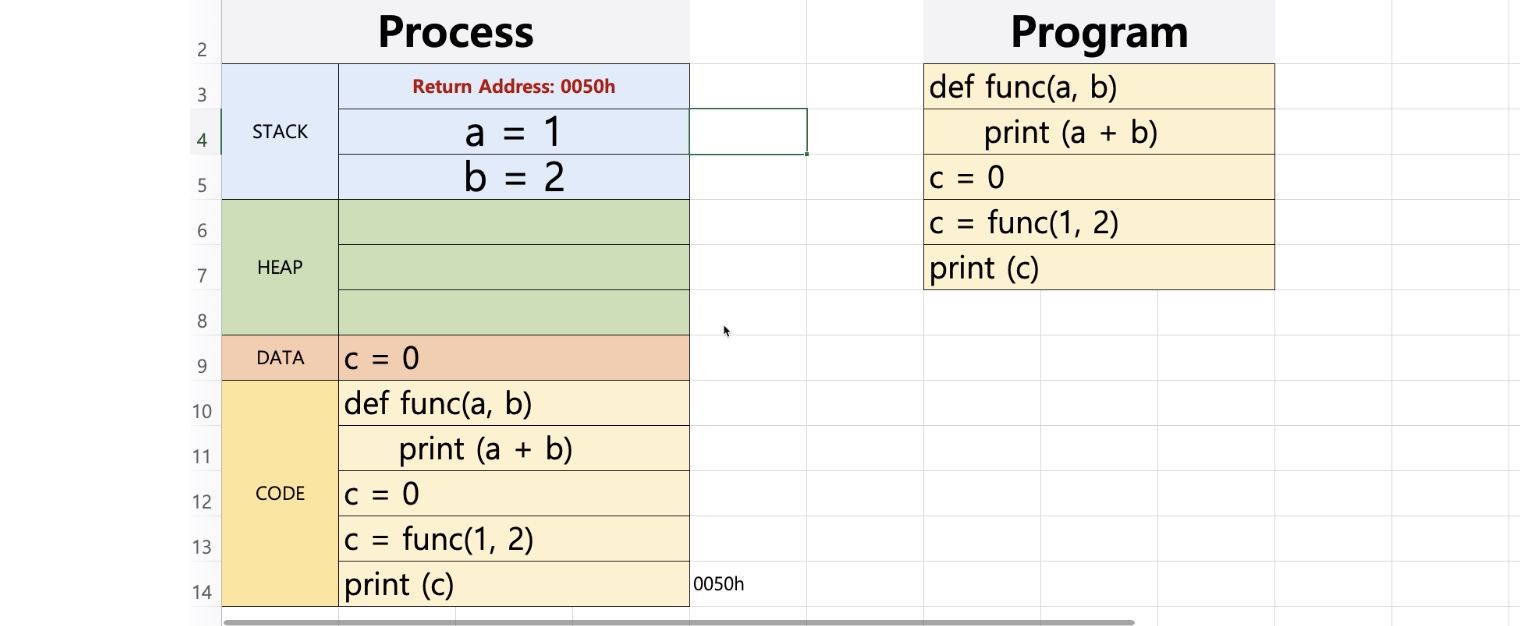 Process
Program
2
3
STACK
Return Address: 0050h
def func(a, b)
4
a = 1
print (a + b)
5
b = 2
c = 0
6
c = func(1, 2)
7
HEAP
print (c)
8
9
DATA
c = 0
10
CODE
def func(a, b)
11
print (a + b)
12
c = 0
13
c = func(1, 2)
14
print (c)
0050h